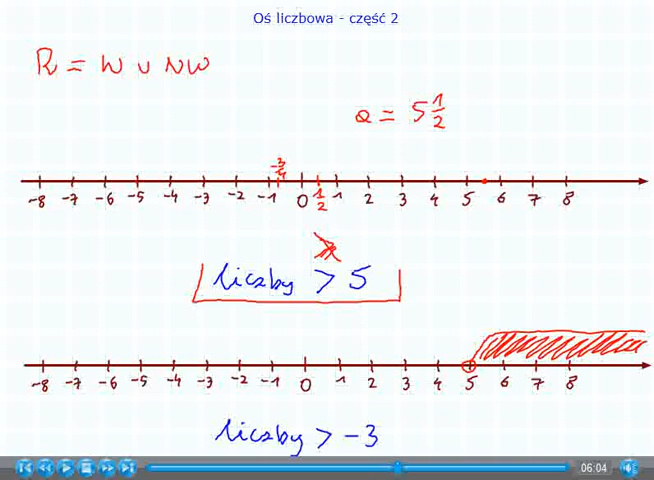 Oś liczbowa - część 2
R = W ∪ NW
a = 5 1/2
-3/4
-8 -7 -6 -5 -4 -3 -2 -1 0 1/2 1 2 3 4 5 6 7 8
liczby > 5
-8 -7 -6 -5 -4 -3 -2 -1 0 1 2 3 4 5 6 7 8
liczby > -3
06:04